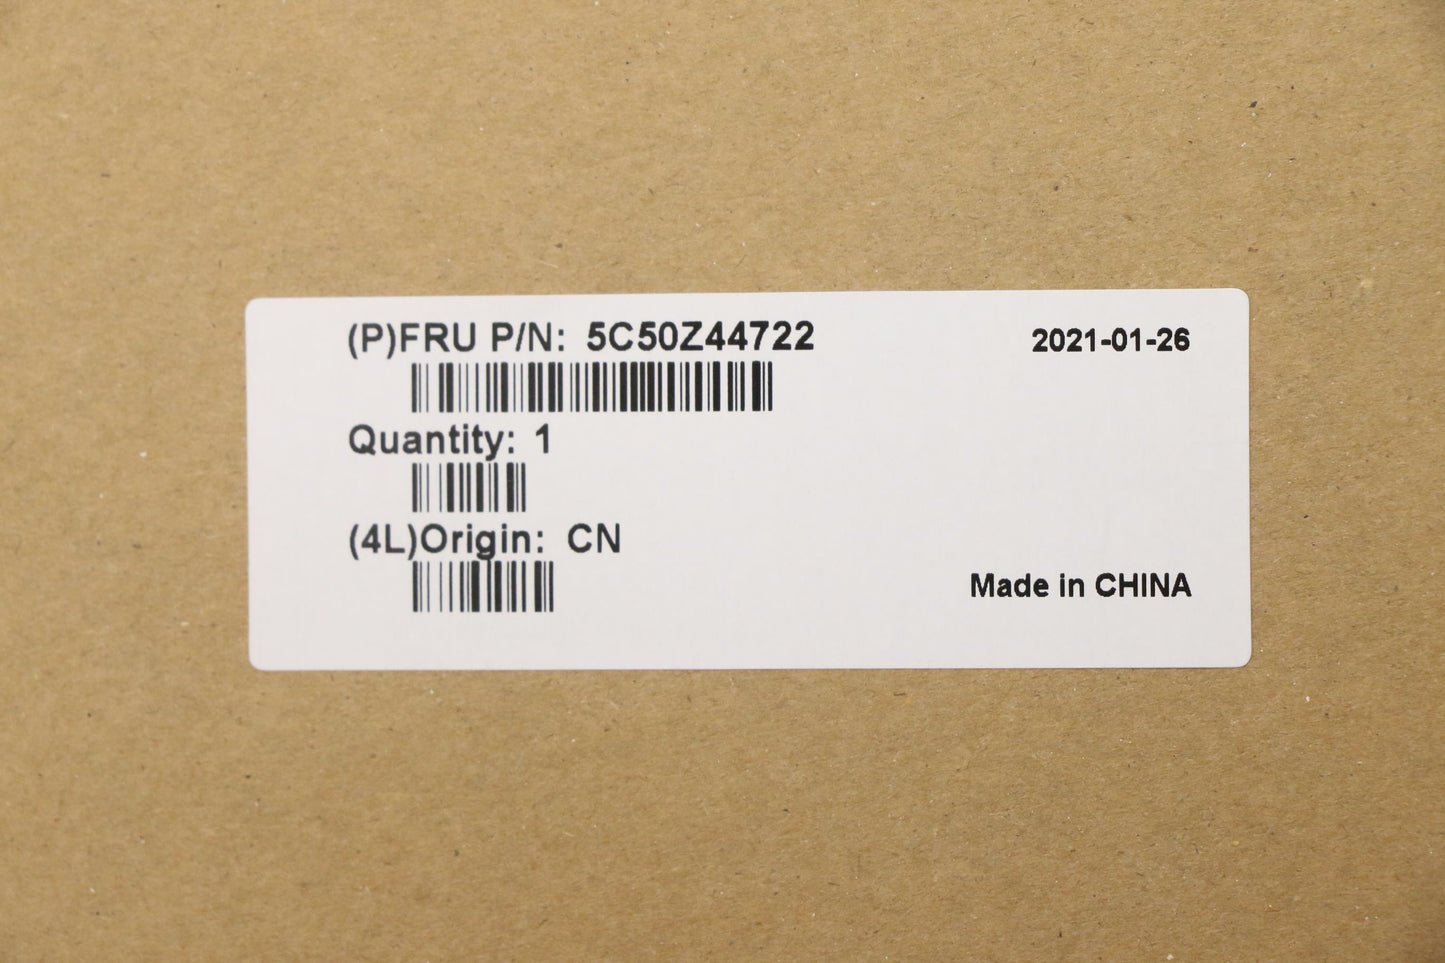 (P)FRU P/N: 5C50Z44722
2021-01-26
Quantity: 1
(4L)Origin: CN
Made in CHINA